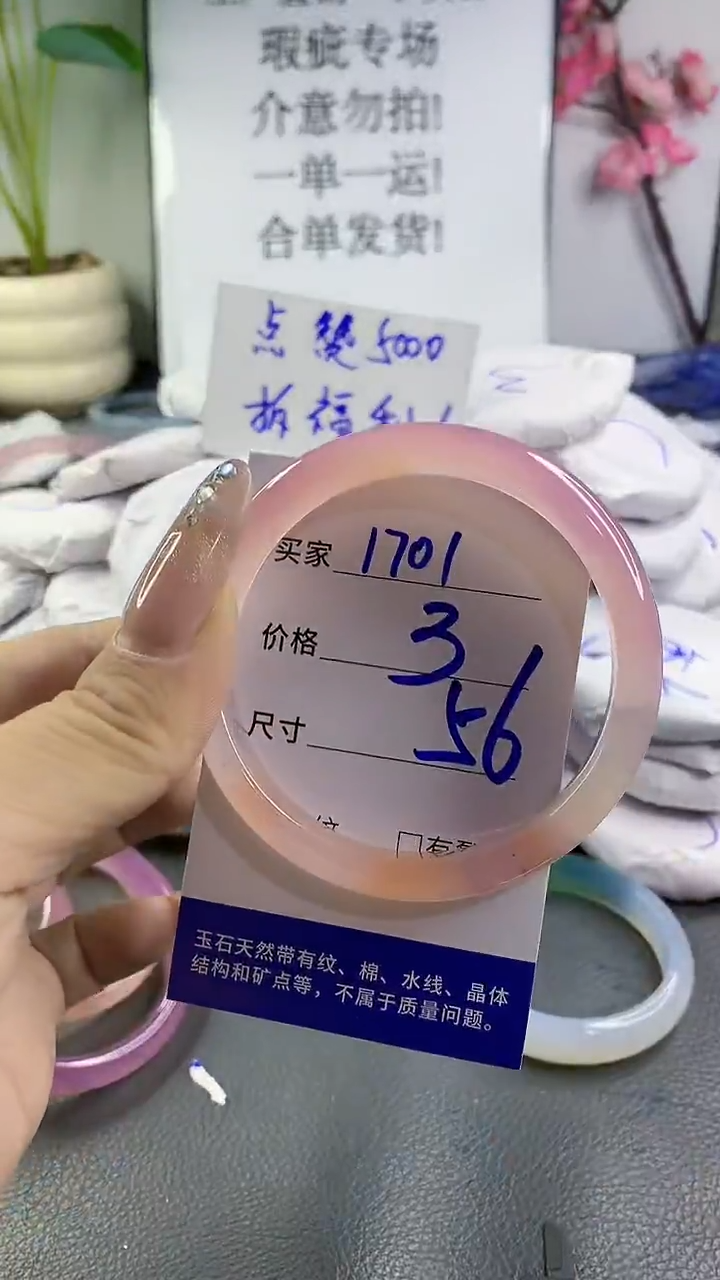 瑕疵专场
介意勿拍!
一单一运!
合单发货!
点赞5000
拆福利!
买家 1701
价格 3
尺寸 56
玉石天然带有纹、棉、水线、晶体
结构和矿点等，不属于质量问题。